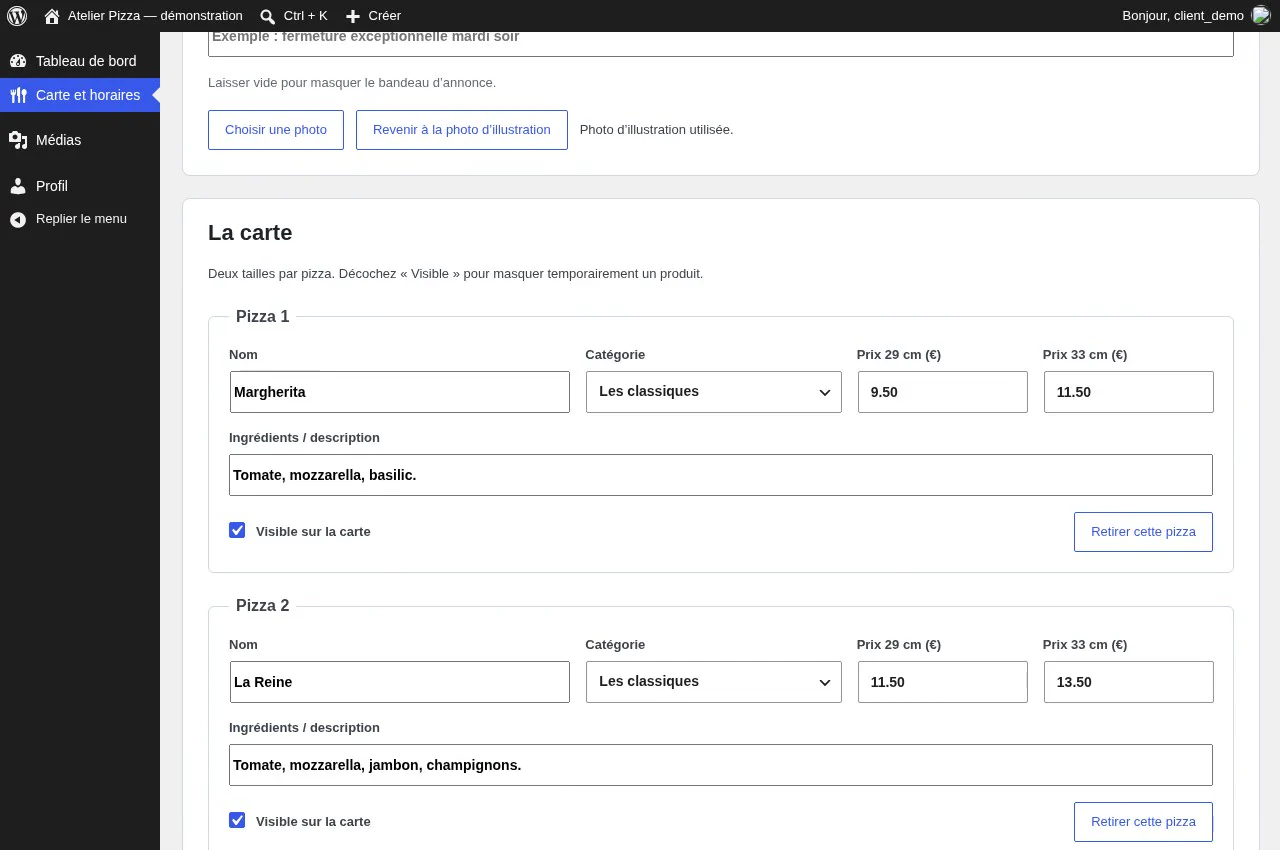 Atelier Pizza — démonstration
Ctrl + K
Créer
Bonjour, client_demo
Tableau de bord
Carte et horaires
Médias
Profil
Replier le menu
Exemple : fermeture exceptionnelle mardi soir
Laisser vide pour masquer le bandeau d’annonce.
Choisir une photo
Revenir à la photo d’illustration
Photo d’illustration utilisée.
La carte
Deux tailles par pizza. Décochez « Visible » pour masquer temporairement un produit.
Pizza 1
Nom
Catégorie
Prix 29 cm (€)
Prix 33 cm (€)
Margherita
Les classiques
9.50
11.50
Ingrédients / description
Tomate, mozzarella, basilic.
Visible sur la carte
Retirer cette pizza
Pizza 2
Nom
Catégorie
Prix 29 cm (€)
Prix 33 cm (€)
La Reine
Les classiques
11.50
13.50
Ingrédients / description
Tomate, mozzarella, jambon, champignons.
Visible sur la carte
Retirer cette pizza